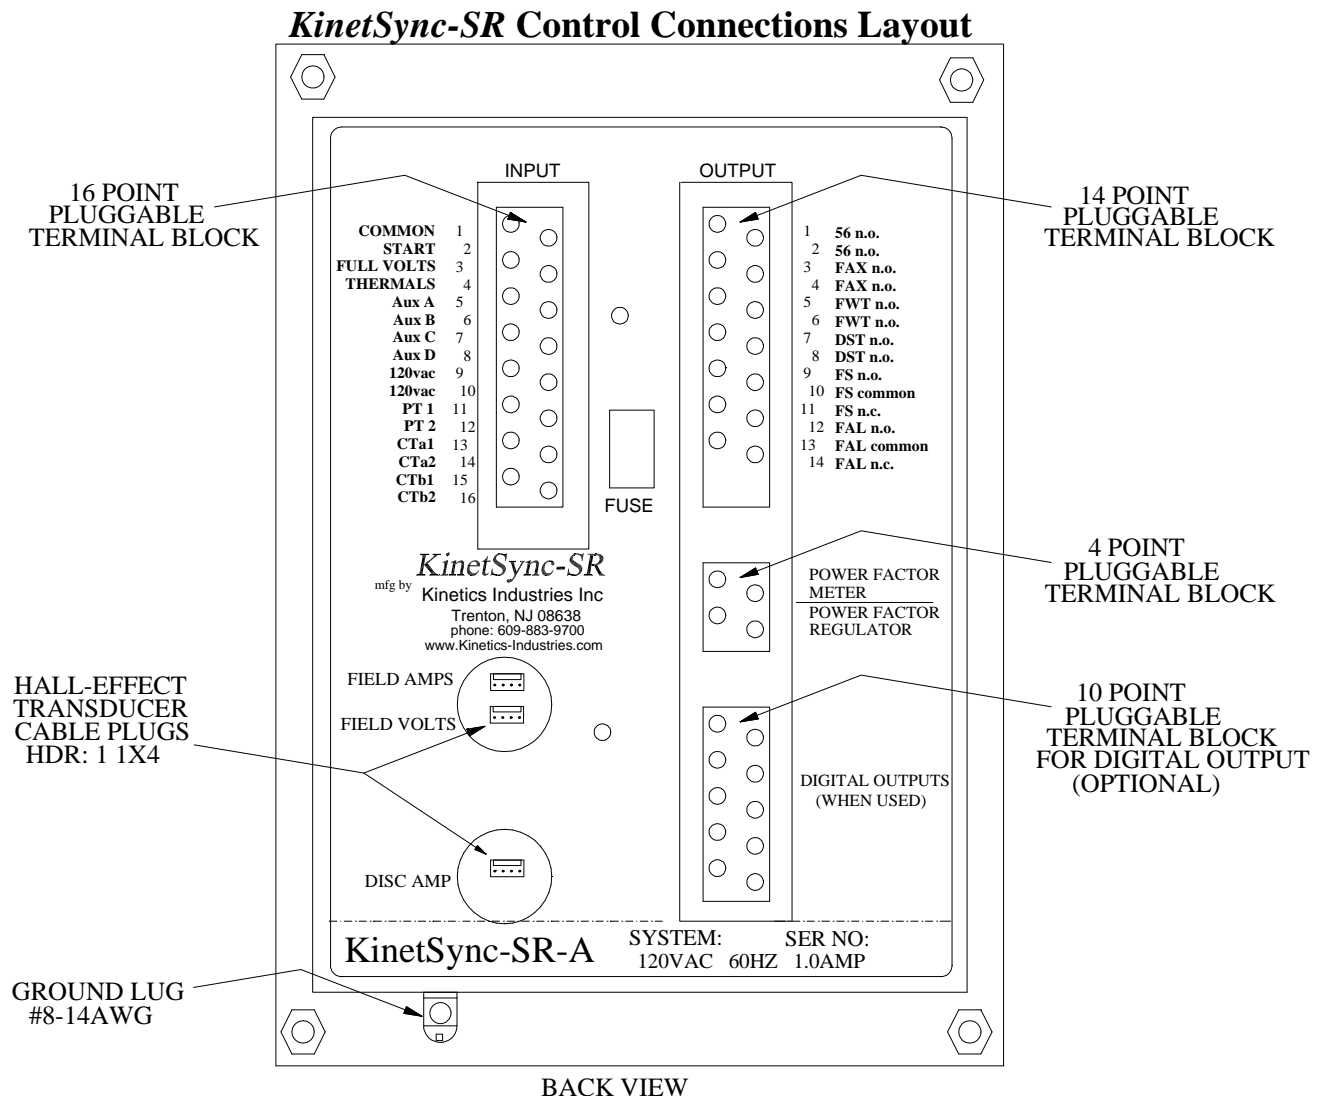 KinetSync-SR Control Connections Layout
INPUT
OUTPUT
16 POINT
PLUGGABLE
TERMINAL BLOCK
14 POINT
PLUGGABLE
TERMINAL BLOCK
COMMON 1
START 2
FULL VOLTS 3
THERMALS 4
Aux A 5
Aux B 6
Aux C 7
Aux D 8
120vac 9
120vac 10
PT 1 11
PT 2 12
CTa1 13
CTa2 14
CTb1 15
CTb2 16
1 56 n.o.
2 56 n.o.
3 FAX n.o.
4 FAX n.o.
5 FWT n.o.
6 FWT n.o.
7 DST n.o.
8 DST n.o.
9 FS n.o.
10 FS common
11 FS n.c.
12 FAL n.o.
13 FAL common
14 FAL n.c.
FUSE
KinetSync-SR
mfg by Kinetics Industries Inc
Trenton, NJ 08638
phone: 609-883-9700
www.Kinetics-Industries.com
4 POINT
PLUGGABLE
TERMINAL BLOCK
POWER FACTOR
METER
POWER FACTOR
REGULATOR
FIELD AMPS
FIELD VOLTS
HALL-EFFECT
TRANSDUCER
CABLE PLUGS
HDR: 1 1X4
10 POINT
PLUGGABLE
TERMINAL BLOCK
FOR DIGITAL OUTPUT
(OPTIONAL)
DIGITAL OUTPUTS
(WHEN USED)
DISC AMP
KinetSync-SR-A
SYSTEM: SER NO:
120VAC 60HZ 1.0AMP
GROUND LUG
#8-14AWG
BACK VIEW